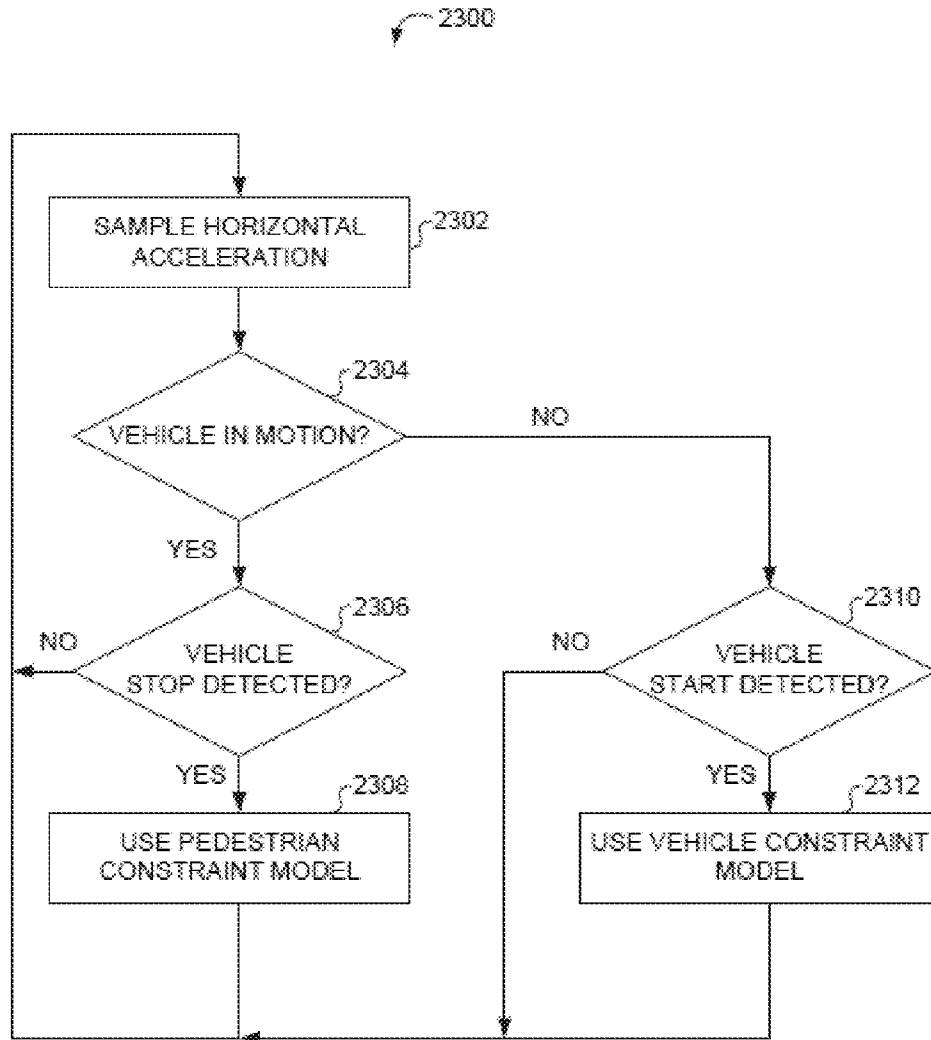 2300
SAMPLE HORIZONTAL
ACCELERATION
2302
2304
VEHICLE IN MOTION?
NO
YES
2306
VEHICLE
STOP DETECTED?
NO
YES
2308
USE PEDESTRIAN
CONSTRAINT MODEL
2310
NO
VEHICLE
START DETECTED?
YES
2312
USE VEHICLE CONSTRAINT
MODEL